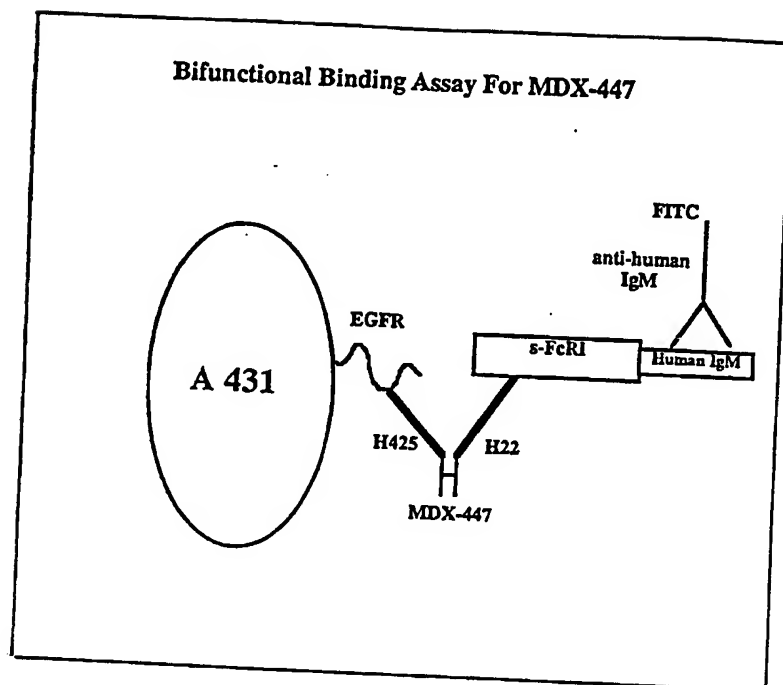 Bifunctional Binding Assay For MDX-447
FITC
anti-human
IgM
EGFR
s-FcRI
Human IgM
A 431
H425
H22
MDX-447